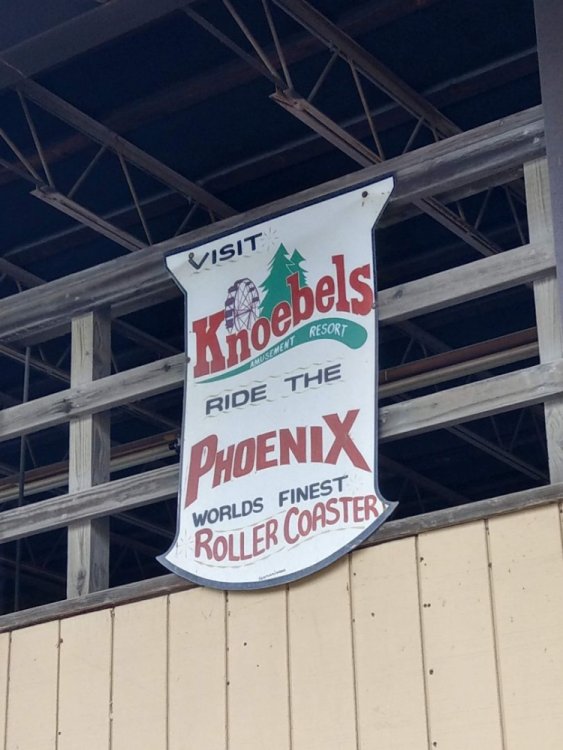 VISIT
Knoebels
AMUSEMENT RESORT
RIDE THE
PHOENIX
WORLDS FINEST
ROLLER COASTER